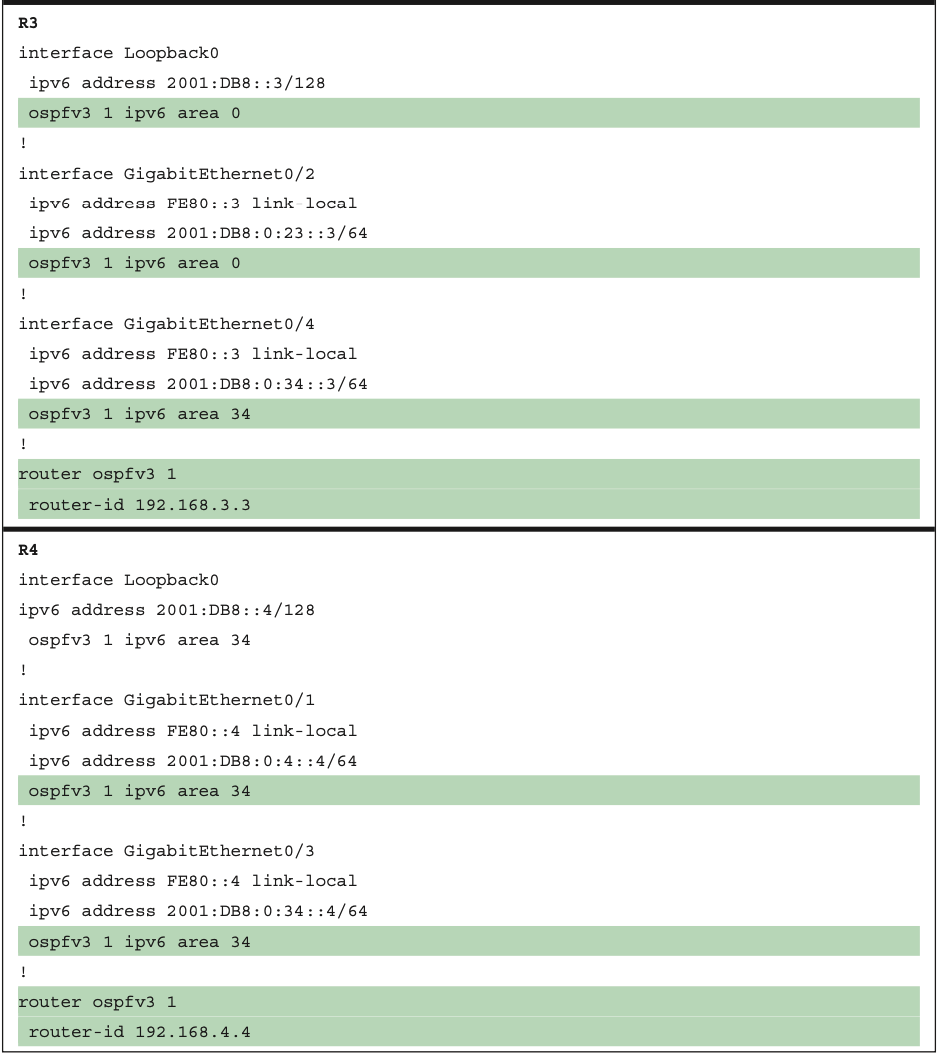 R3
interface Loopback0
 ipv6 address 2001:DB8::3/128
 ospfv3 1 ipv6 area 0
!
interface GigabitEthernet0/2
 ipv6 address FE80::3 link-local
 ipv6 address 2001:DB8:0:23::3/64
 ospfv3 1 ipv6 area 0
!
interface GigabitEthernet0/4
 ipv6 address FE80::3 link-local
 ipv6 address 2001:DB8:0:34::3/64
 ospfv3 1 ipv6 area 34
!
router ospfv3 1
 router-id 192.168.3.3
R4
interface Loopback0
ipv6 address 2001:DB8::4/128
 ospfv3 1 ipv6 area 34
!
interface GigabitEthernet0/1
 ipv6 address FE80::4 link-local
 ipv6 address 2001:DB8:0:4::4/64
 ospfv3 1 ipv6 area 34
!
interface GigabitEthernet0/3
 ipv6 address FE80::4 link-local
 ipv6 address 2001:DB8:0:34::4/64
 ospfv3 1 ipv6 area 34
!
router ospfv3 1
 router-id 192.168.4.4